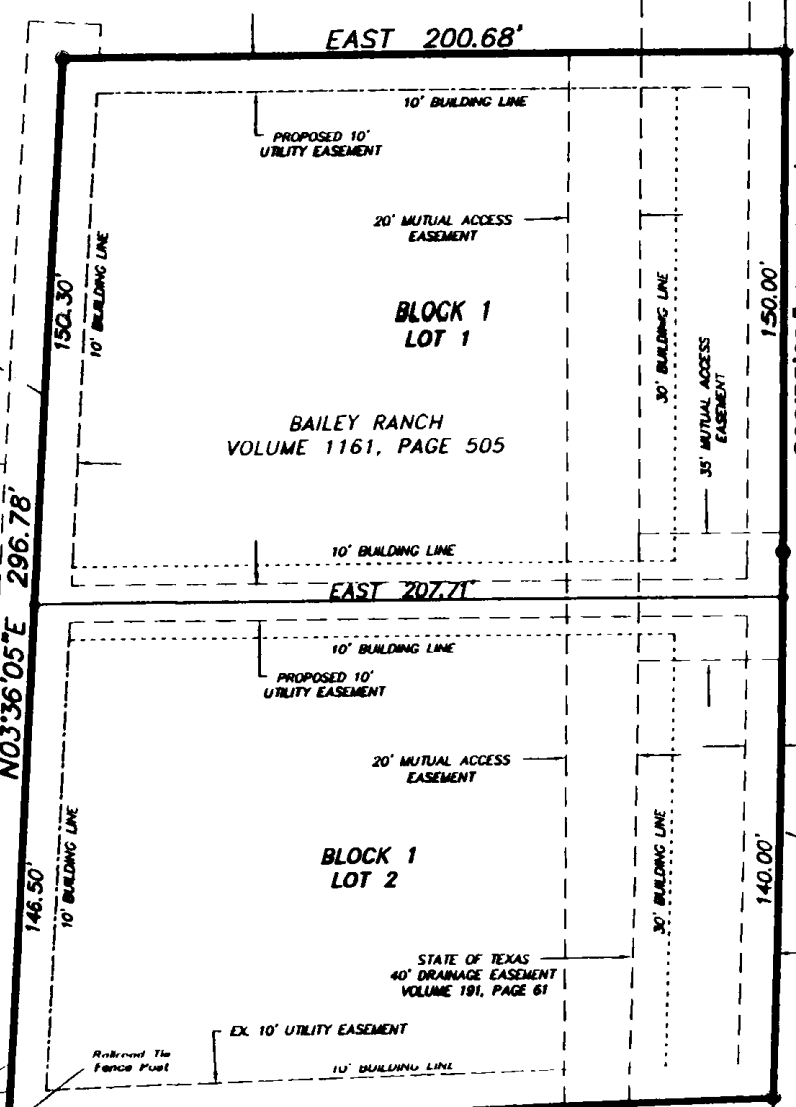 EAST 200.68'
10' BUILDING LINE
PROPOSED 10'
UTILITY EASEMENT
20' MUTUAL ACCESS
EASEMENT
10' BUILDING LINE
150.30'
BLOCK 1
LOT 1
30' BUILDING LINE
150.00'
35' MUTUAL ACCESS
EASEMENT
BAILEY RANCH
VOLUME 1161, PAGE 505
10' BUILDING LINE
N03°36'05"E 296.78'
EAST 207.71'
10' BUILDING LINE
PROPOSED 10'
UTILITY EASEMENT
20' MUTUAL ACCESS
EASEMENT
10' BUILDING LINE
146.50'
BLOCK 1
LOT 2
30' BUILDING LINE
140.00'
STATE OF TEXAS
40' DRAINAGE EASEMENT
VOLUME 191, PAGE 61
EX. 10' UTILITY EASEMENT
Railroad Tie
Fence Post
10' BUILDING LINE